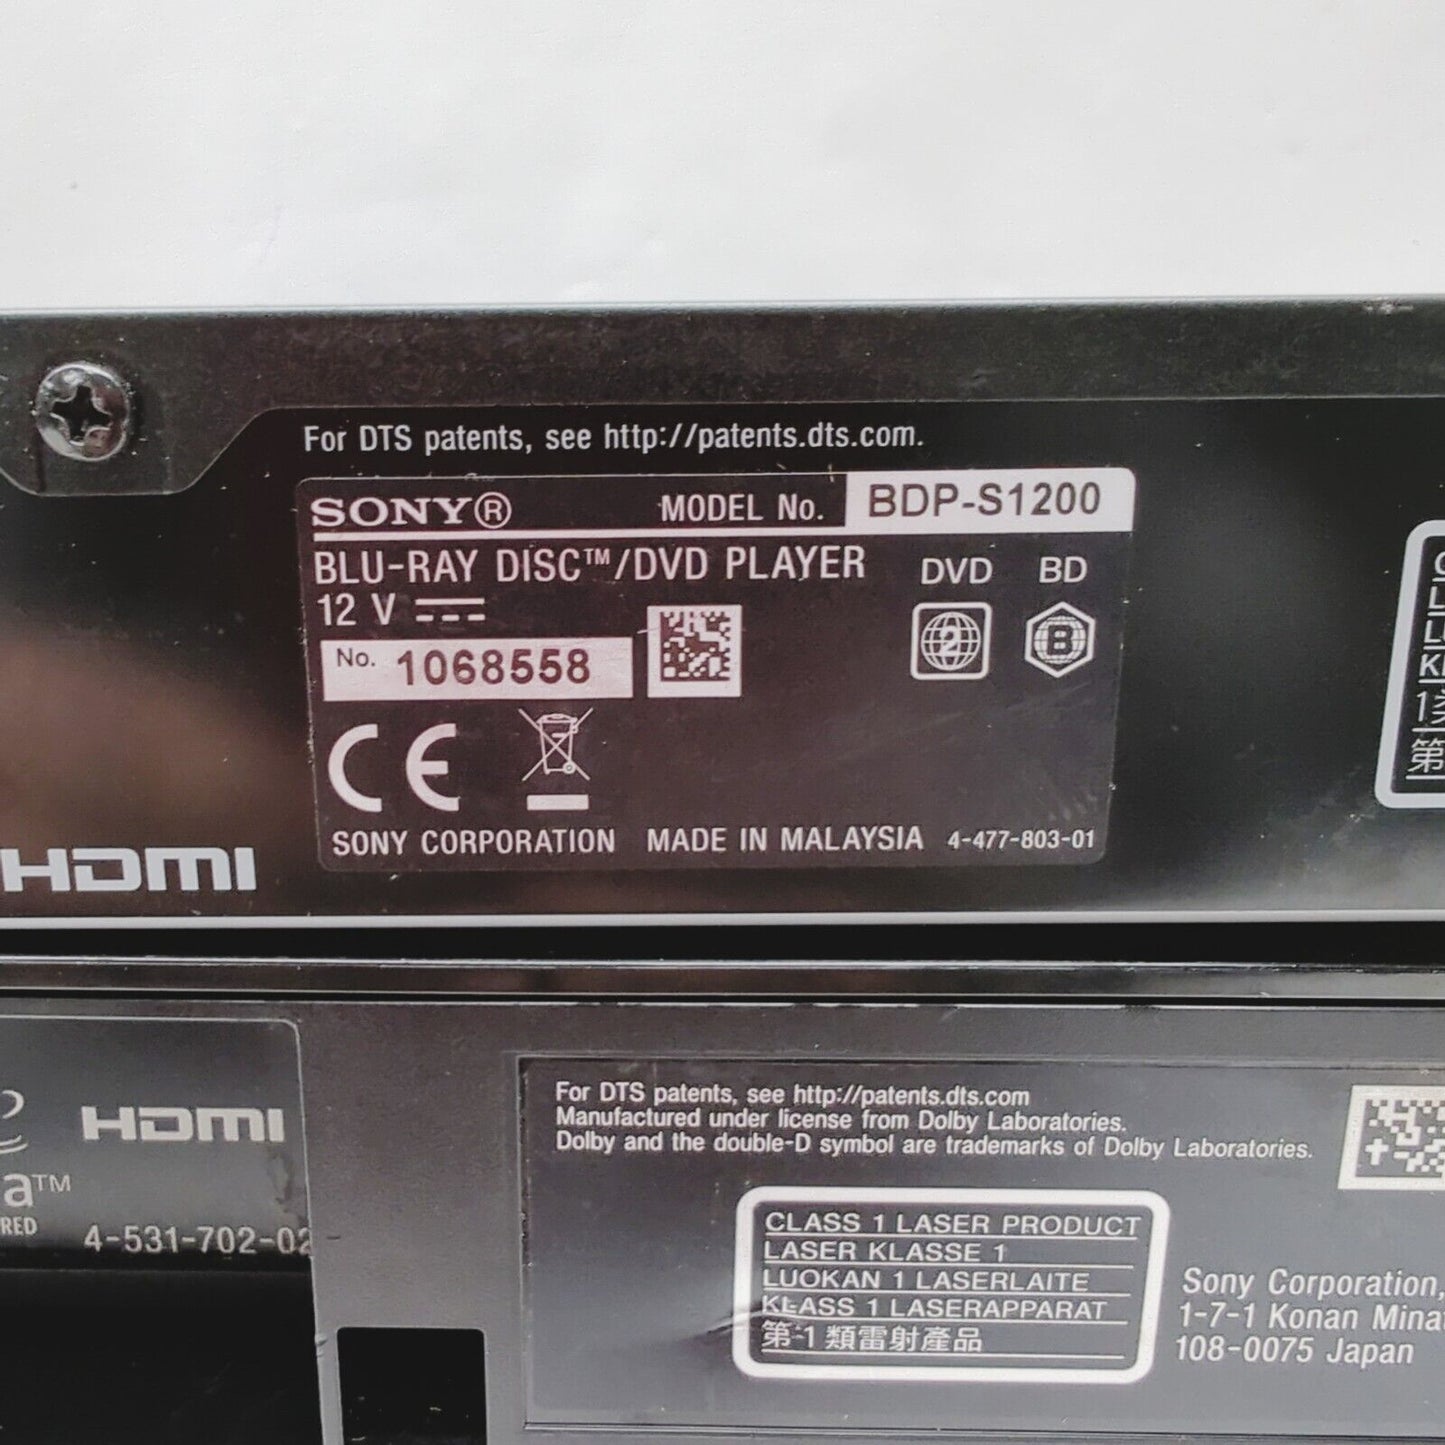 For DTS patents, see http://patents.dts.com.
SONY® MODEL No. BDP-S1200
BLU-RAY DISC™/DVD PLAYER DVD BD
12 V
2 B
No. 1068558
CE
SONY CORPORATION MADE IN MALAYSIA 4-477-803-01
HDMI
K
1
第
HDMI
TM
4-531-702-02
For DTS patents, see http://patents.dts.com
Manufactured under license from Dolby Laboratories.
Dolby and the double-D symbol are trademarks of Dolby Laboratories.
CLASS 1 LASER PRODUCT
LASER KLASSE 1
LUOKAN 1 LASERLAITE
KLASS 1 LASERAPPARAT
第 1 類雷射產品
Sony Corporation,
1-7-1 Konan Mina
108-0075 Japan